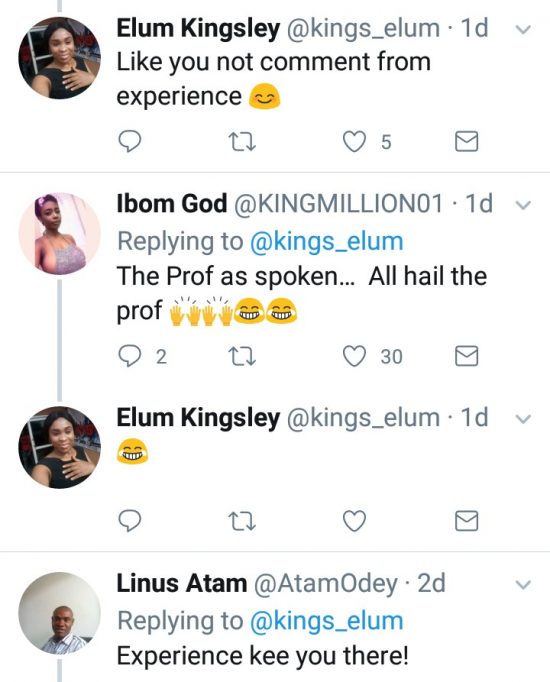 Elum Kingsley @kings_elum · 1d
Like you not comment from
experience 😊
5
Ibom God @KINGMILLION01 · 1d
Replying to @kings_elum
The Prof as spoken... All hail the
prof 🙌🙌😂😂
2 30
Elum Kingsley @kings_elum · 1d
😂
Linus Atam @AtamOdey · 2d
Replying to @kings_elum
Experience kee you there!